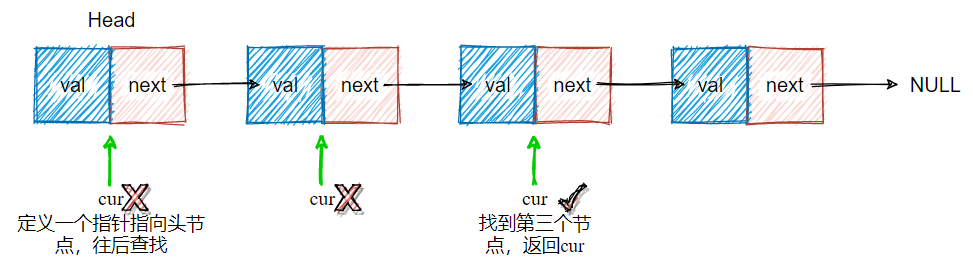 Head
val next val next val next val next NULL
cur cur cur
定义一个指针指向头节
点，往后查找
找到第三个节
点，返回cur